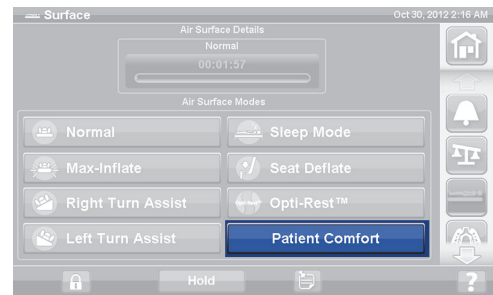 Surface Oct 30, 2012 2:16 AM
Air Surface Details
Normal
00:01:57
Air Surface Modes
Normal Sleep Mode
Max-Inflate Seat Deflate
Right Turn Assist Opti-Rest™
Left Turn Assist Patient Comfort
Hold ?